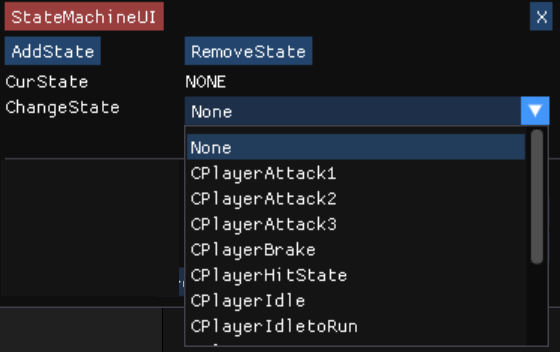 StateMachineUI X
AddState RemoveState
CurState NONE
ChangeState None
None
CPlayerAttack1
CPlayerAttack2
CPlayerAttack3
CPlayerBrake
CPlayerHitState
CPlayerIdle
CPlayerIdletoRun